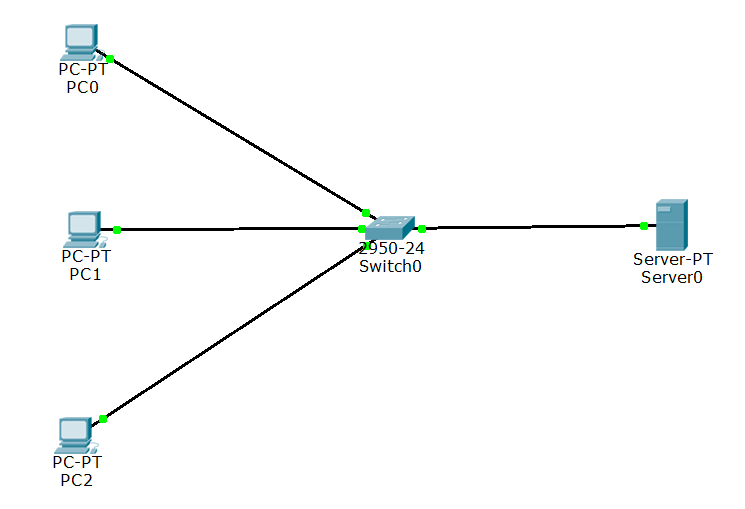 PC-PT
PC0
PC-PT
PC1
2950-24
Switch0
Server-PT
Server0
PC-PT
PC2